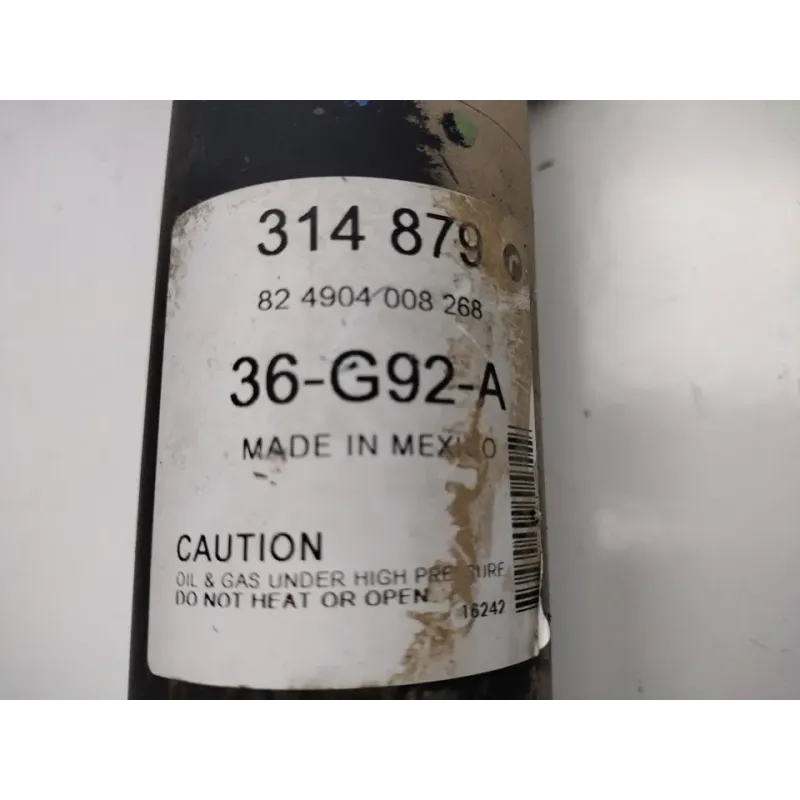 314 879
82 4904 008 268
36-G92-A
MADE IN MEXICO
CAUTION
OIL & GAS UNDER HIGH PRESSURE
DO NOT HEAT OR OPEN
16242